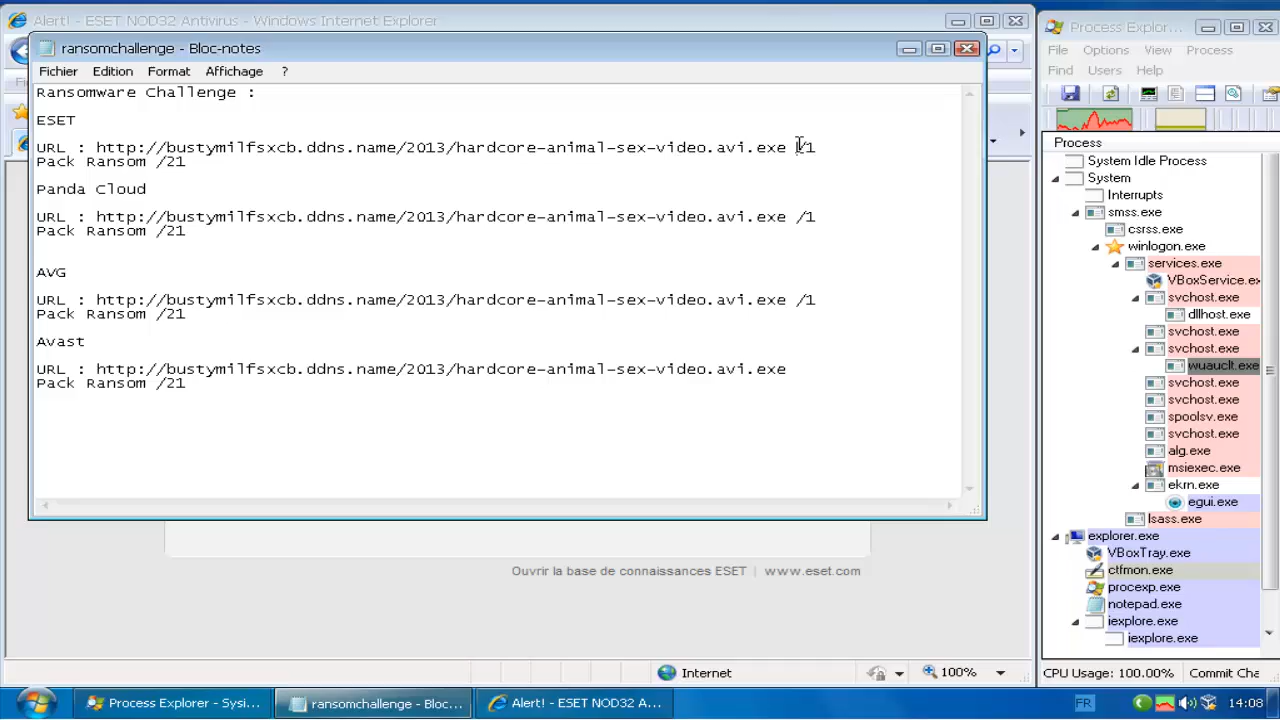 Alert! - ESET NOD32 Antivirus - Windows Internet Explorer
ransomchallenge - Bloc-notes
Fichier Edition Format Affichage ?
Ransomware Challenge :
ESET
URL : http://bustymilfsxcb.ddns.name/2013/hardcore-animal-sex-video.avi.exe /1
Pack Ransom /21
Panda Cloud
URL : http://bustymilfsxcb.ddns.name/2013/hardcore-animal-sex-video.avi.exe /1
Pack Ransom /21
AVG
URL : http://bustymilfsxcb.ddns.name/2013/hardcore-animal-sex-video.avi.exe /1
Pack Ransom /21
Avast
URL : http://bustymilfsxcb.ddns.name/2013/hardcore-animal-sex-video.avi.exe
Pack Ransom /21
Ouvrir la base de connaissances ESET | www.eset.com
Internet
100%
Process Explor...
File Options View Process
Find Users Help
Process
System Idle Process
System
Interrupts
smss.exe
csrss.exe
winlogon.exe
services.exe
VBoxService.ex
svchost.exe
dllhost.exe
svchost.exe
svchost.exe
wuauclt.exe
svchost.exe
svchost.exe
spoolsv.exe
svchost.exe
alg.exe
msiexec.exe
ekrn.exe
egui.exe
lsass.exe
explorer.exe
VBoxTray.exe
ctfmon.exe
procexp.exe
notepad.exe
iexplore.exe
iexplore.exe
CPU Usage: 100.00% Commit Cha
Process Explorer - Sysi...
ransomchallenge - Bloc...
Alert! - ESET NOD32 A...
FR
14:08